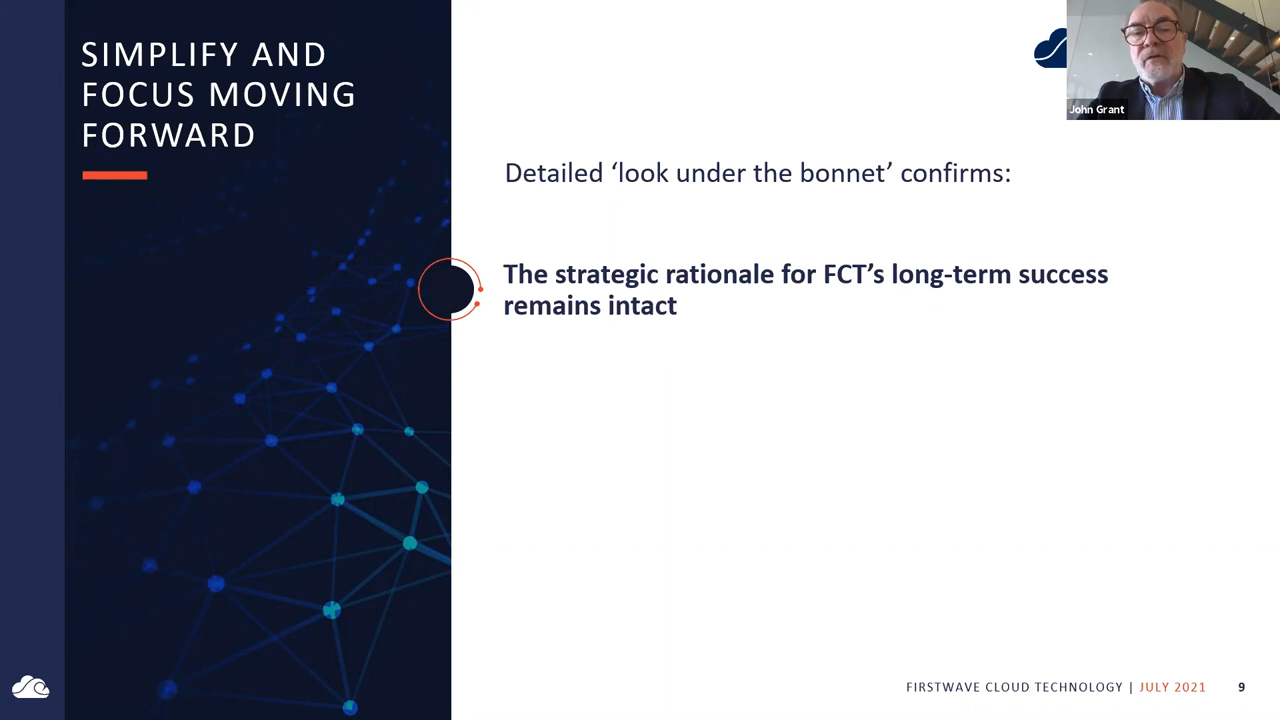 SIMPLIFY AND
FOCUS MOVING
FORWARD
John Grant
Detailed ‘look under the bonnet’ confirms:
The strategic rationale for FCT’s long-term success
remains intact
FIRSTWAVE CLOUD TECHNOLOGY | JULY 2021 9